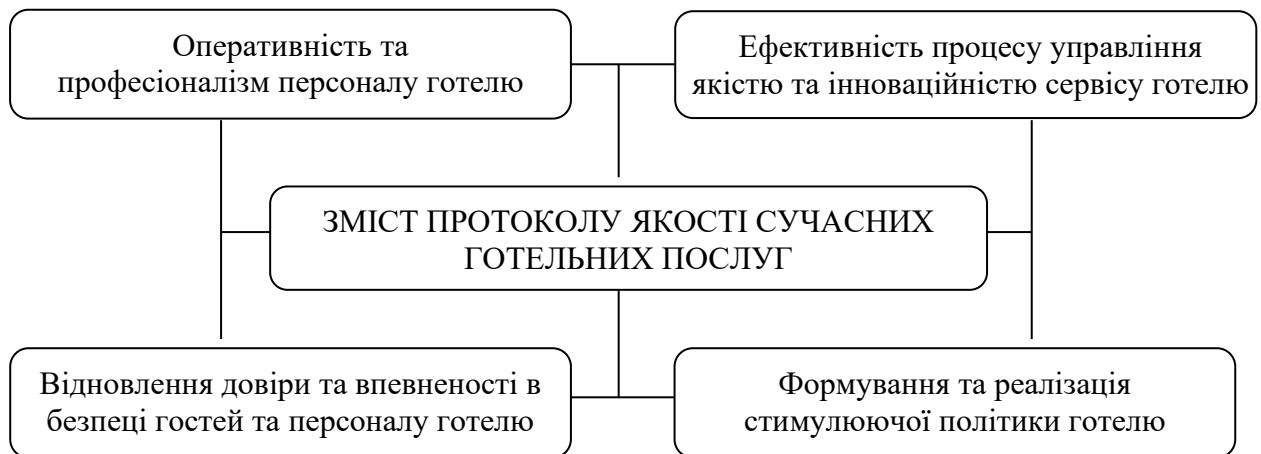 Оперативність та
професіоналізм персоналу готелю
Ефективність процесу управління
якістю та інноваційністю сервісу готелю
ЗМІСТ ПРОТОКОЛУ ЯКОСТІ СУЧАСНИХ
ГОТЕЛЬНИХ ПОСЛУГ
Відновлення довіри та впевненості в
безпеці гостей та персоналу готелю
Формування та реалізація
стимулюючої політики готелю